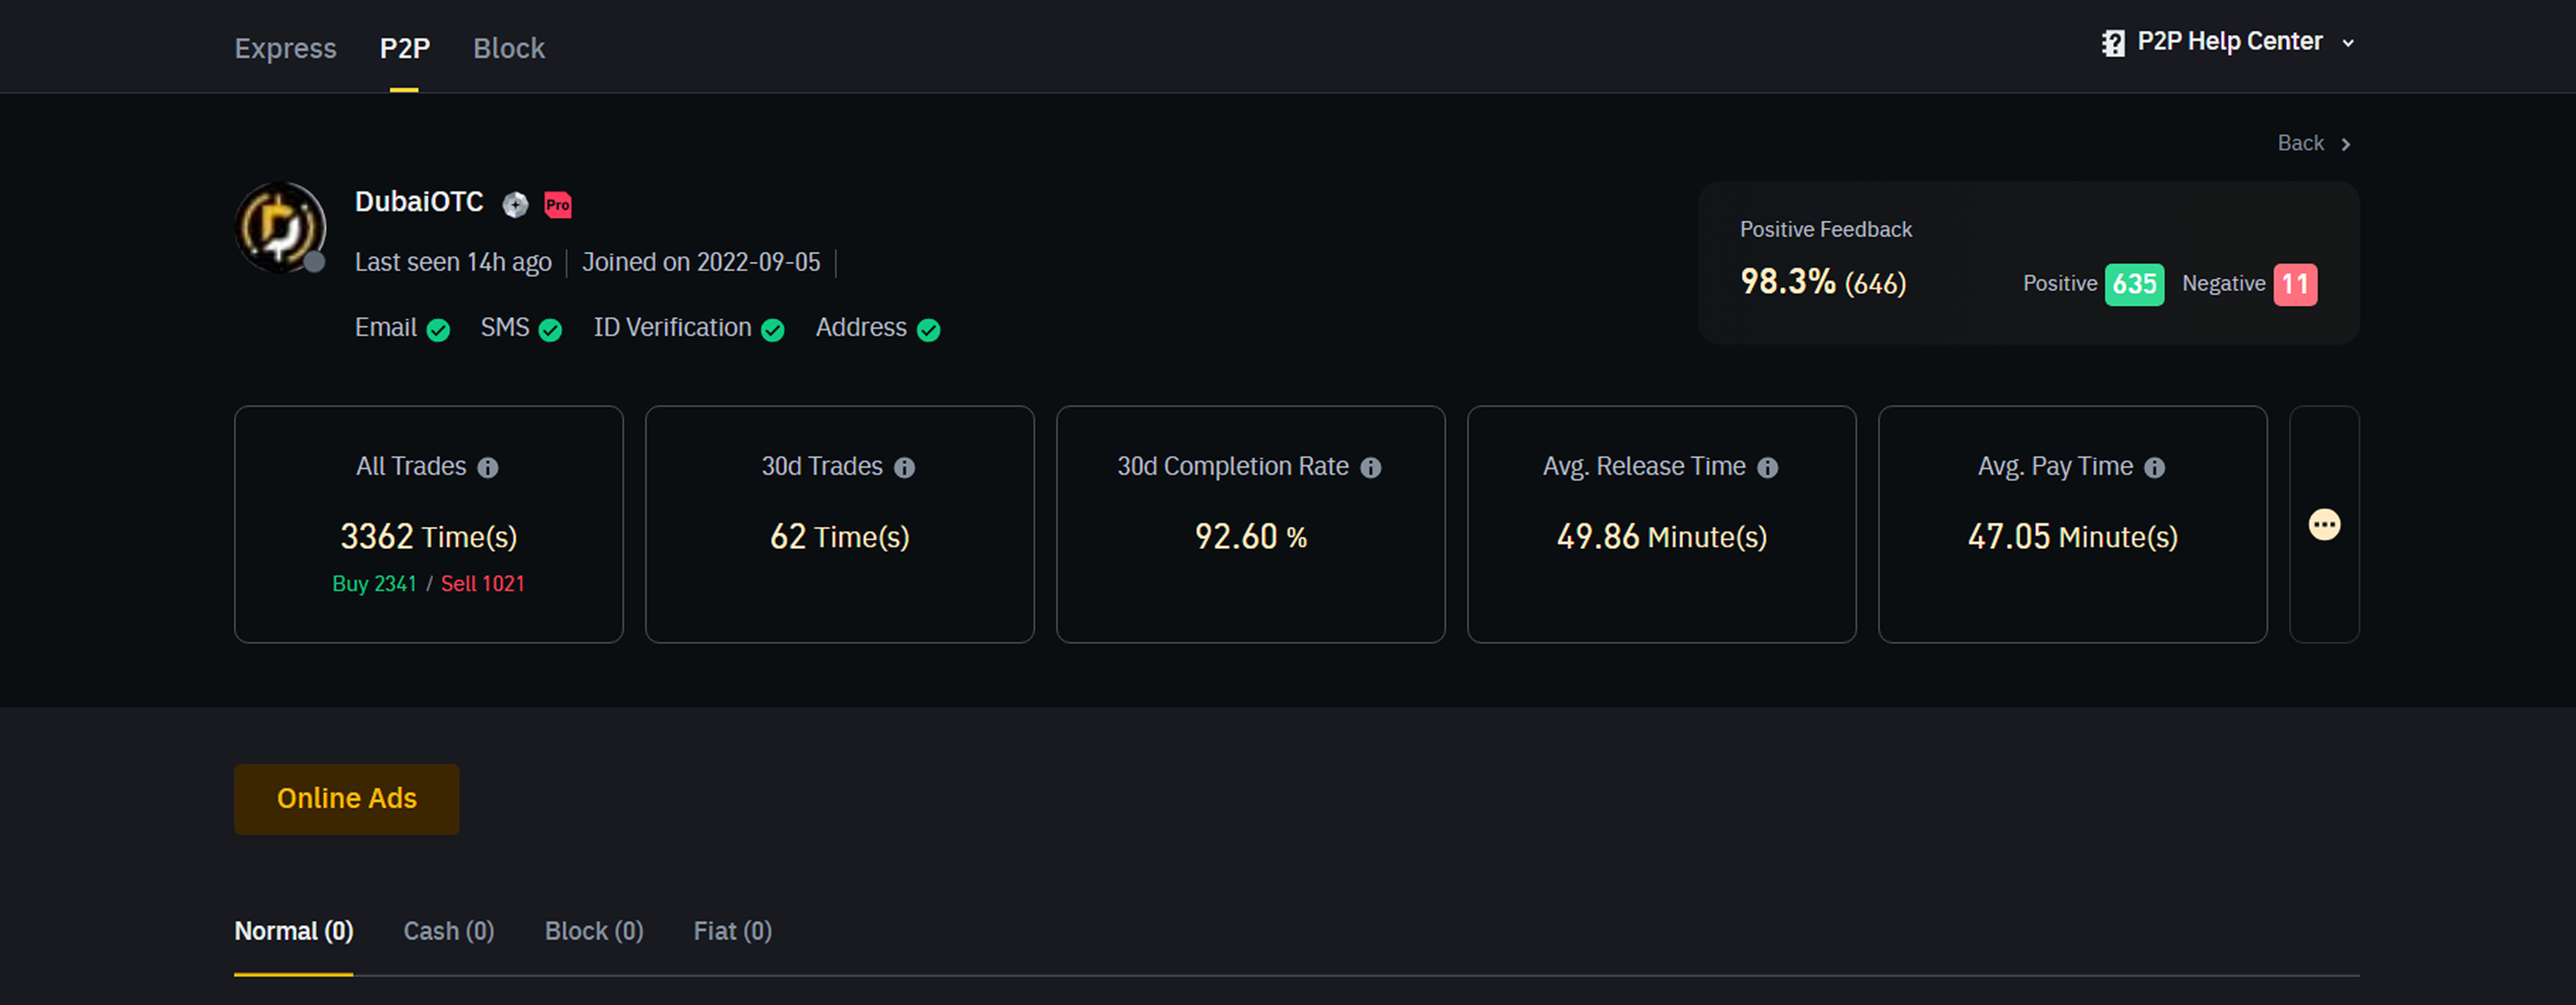 Express P2P Block P2P Help Center
Back
DubaiOTC Pro
Last seen 14h ago Joined on 2022-09-05
Email SMS ID Verification Address
Positive Feedback
98.3% (646) Positive 635 Negative 11
All Trades
3362 Time(s)
Buy 2341 / Sell 1021
30d Trades
62 Time(s)
30d Completion Rate
92.60 %
Avg. Release Time
49.86 Minute(s)
Avg. Pay Time
47.05 Minute(s)
Online Ads
Normal (0) Cash (0) Block (0) Fiat (0)